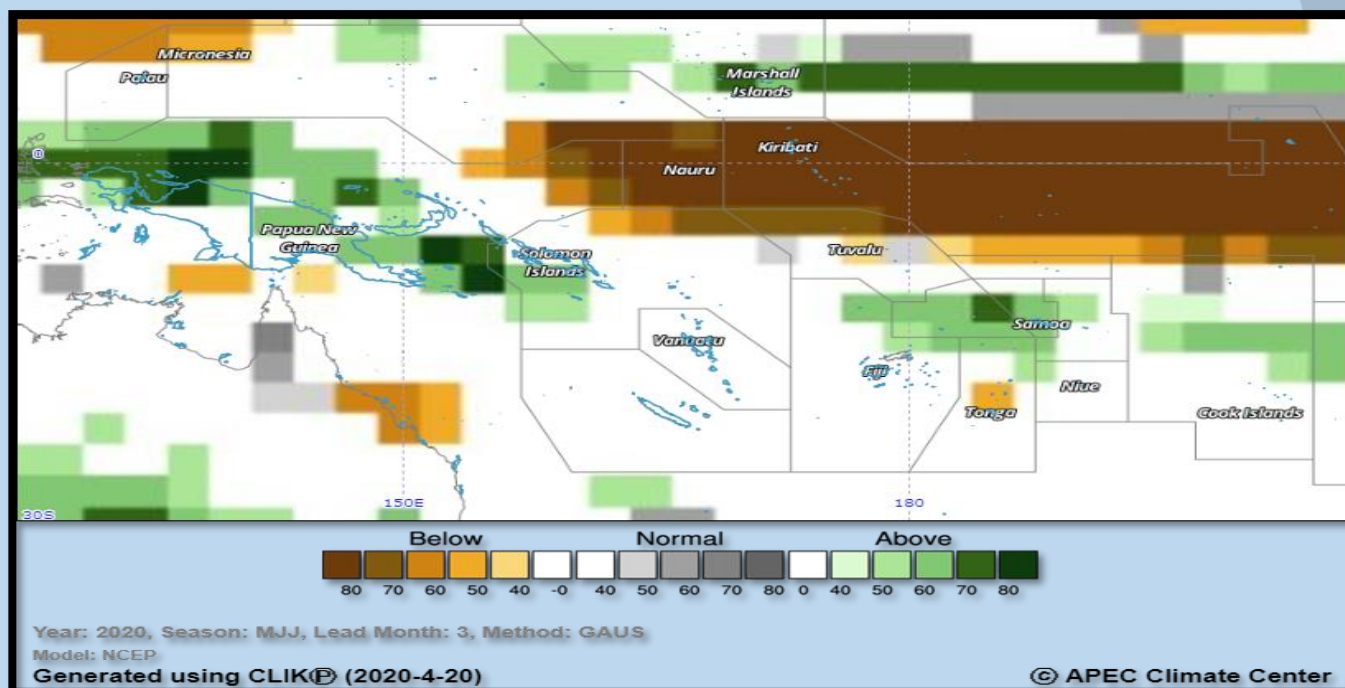 Micronesia
Palau
Marshall
Islands
0
Kiribati
Nauru
Papua New
Guinea
Solomon
Islands
Tuvalu
Samoa
Vanuatu
Fiji
Niue
Tonga
Cook Islands
150E
180
30S
Below Normal Above
80 70 60 50 40 -0 40 50 60 70 80 0 40 50 60 70 80
Year: 2020, Season: MJJ, Lead Month: 3, Method: GAUS
Model: NCEP
Generated using CLIKⓅ (2020-4-20)
© APEC Climate Center